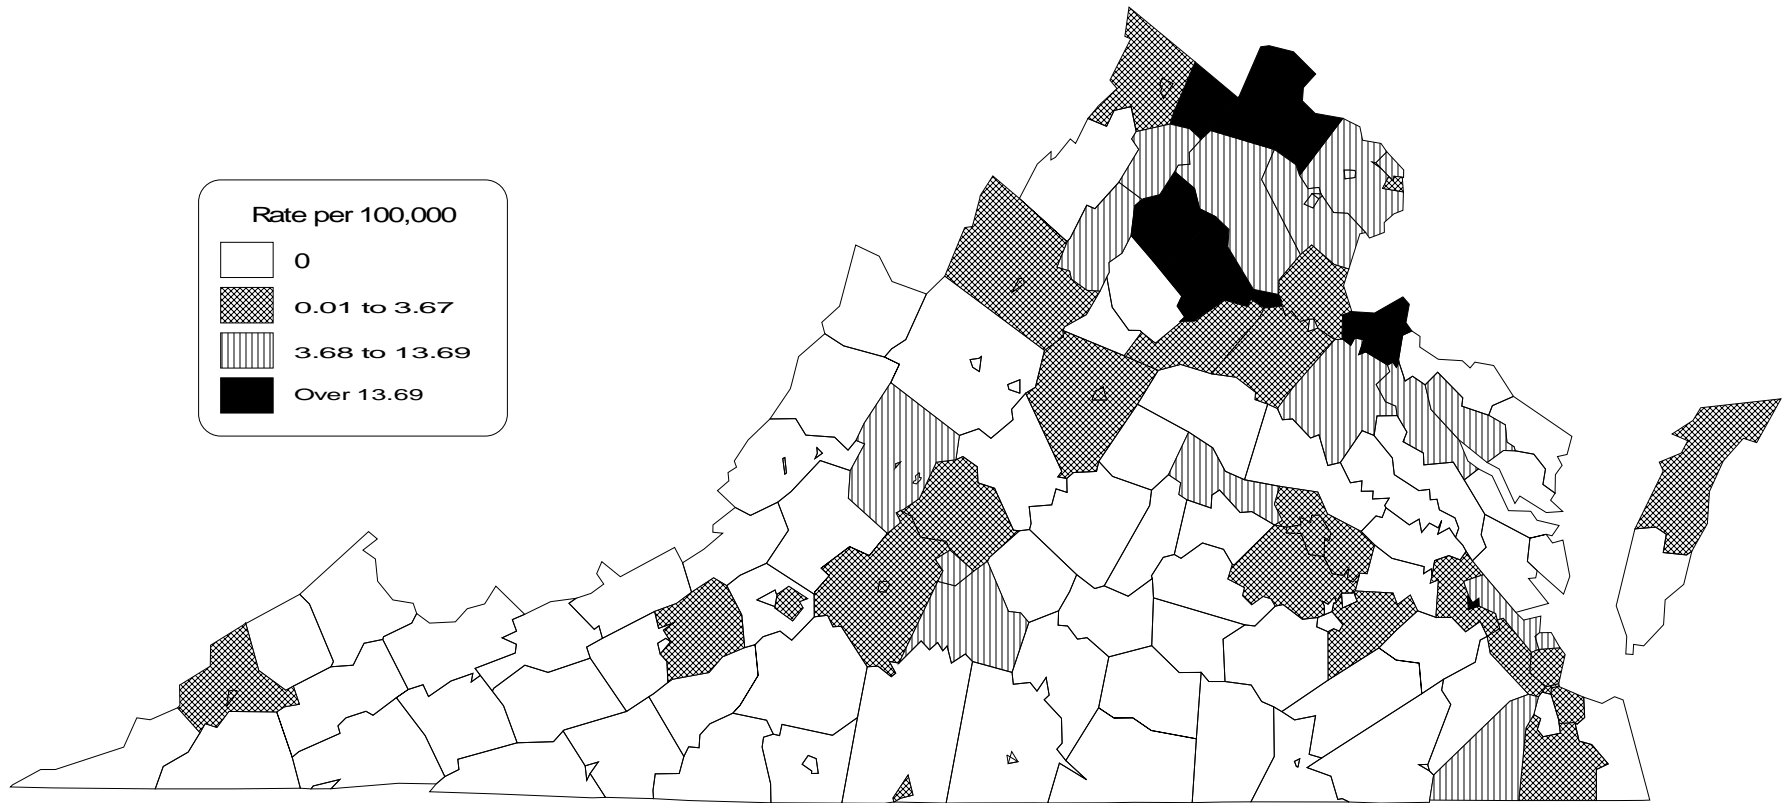 Rate per 100,000
0
0.01 to 3.67
3.68 to 13.69
Over 13.69